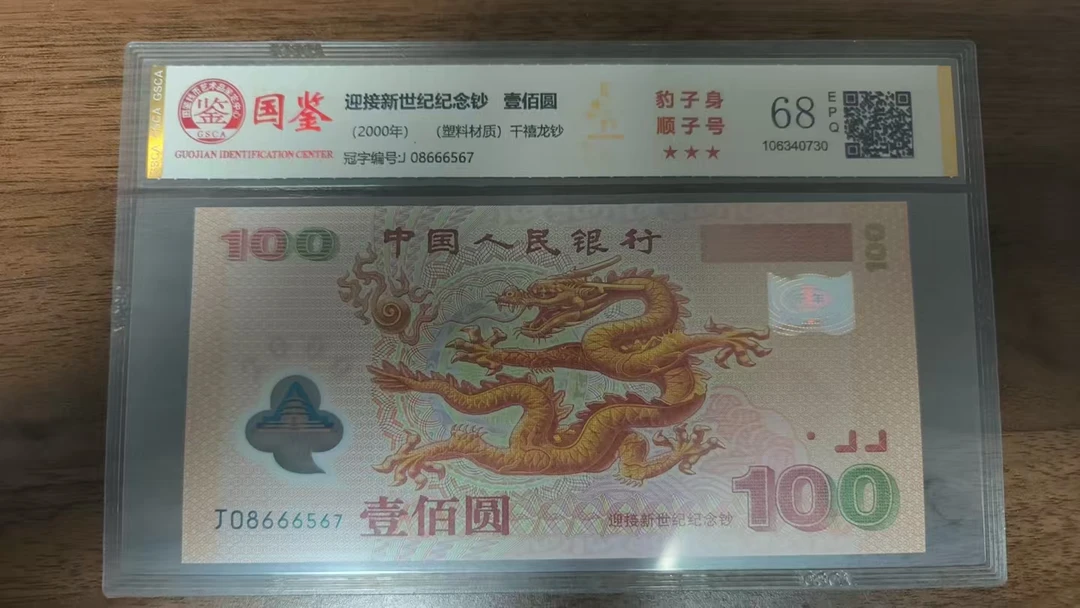 GSCA
国鉴
GUOJIAN IDENTIFICATION CENTER
迎接新世纪纪念钞 壹佰圆
(2000年) (塑料材质) 千禧龙钞
冠字编号:J 08666567
豹子身
顺子号
★★★
68
EPQ
106340730
GSCA GSCA
100
中国人民银行
100
J08666567
壹佰圆
迎接新世纪纪念钞
100